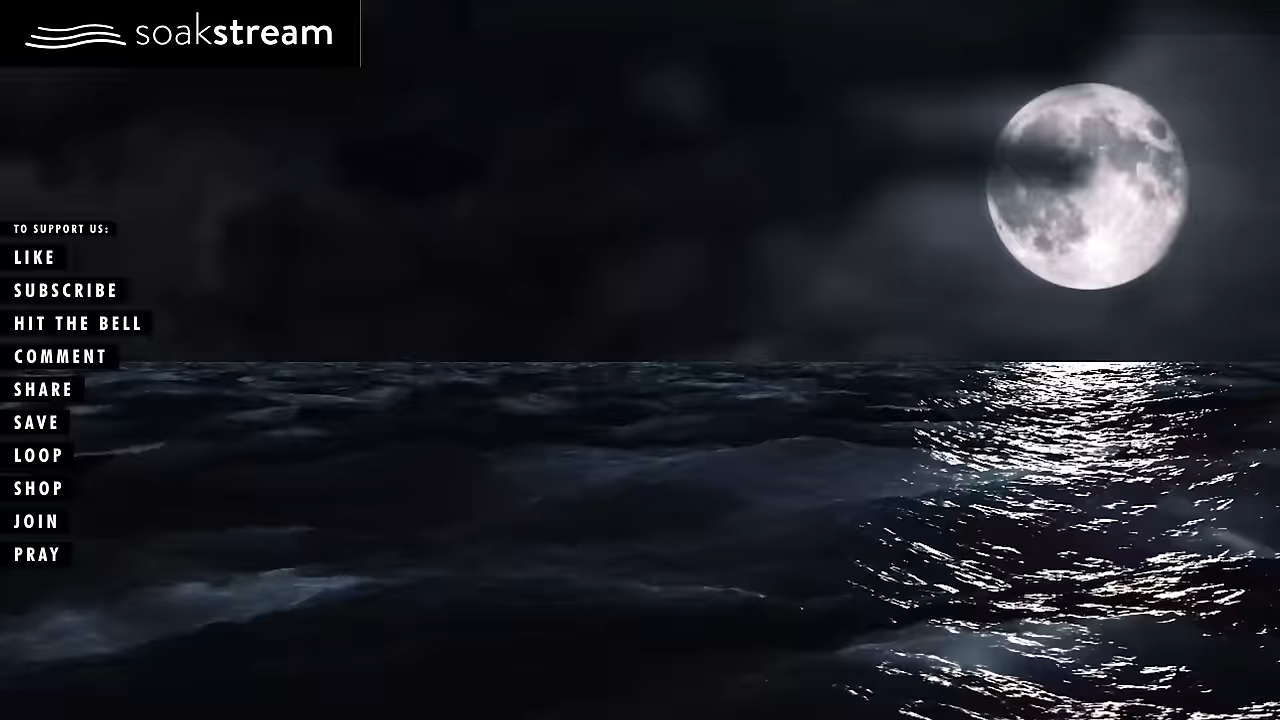 soakstream
TO SUPPORT US:
LIKE
SUBSCRIBE
HIT THE BELL
COMMENT
SHARE
SAVE
LOOP
SHOP
JOIN
PRAY